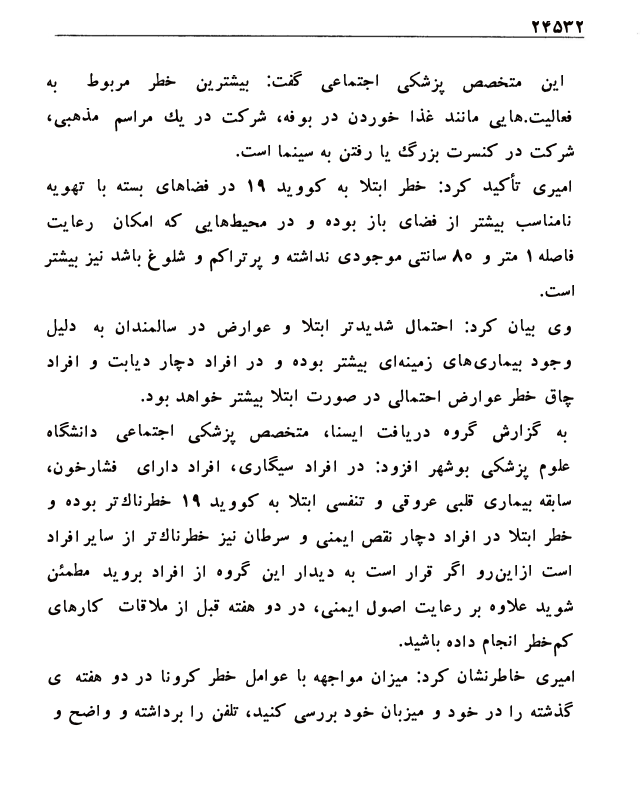 ۲۴۵۳۲
این متخصص پزشکی اجتماعی گفت: بیشترین خطر مربوط به
فعالیت.هایی مانند غذا خوردن در بوفه، شرکت در یك مراسم مذهبی،
شرکت در کنسرت بزرگ یا رفتن به سینما است.
امیری تأکید کرد: خطر ابتلا به کووید ۱۹ در فضاهای بسته با تهویه
نامناسب بیشتر از فضای باز بوده و در محیط‌هایی که امکان رعایت
فاصله ۱ متر و ۸۰ سانتی موجودی نداشته و پرتراکم و شلوغ باشد نیز بیشتر
است.
وی بیان کرد: احتمال شدیدتر ابتلا و عوارض در سالمندان به دلیل
وجود بیماری‌های زمینه‌ای بیشتر بوده و در افراد دچار دیابت و افراد
چاق خطر عوارض احتمالی در صورت ابتلا بیشتر خواهد بود.
به گزارش گروه دریافت ایسنا، متخصص پزشکی اجتماعی دانشگاه
علوم پزشکی بوشهر افزود: در افراد سیگاری، افراد دارای فشارخون،
سابقه بیماری قلبی عروقی و تنفسی ابتلا به کووید ۱۹ خطرناك‌تر بوده و
خطر ابتلا در افراد دچار نقص ایمنی و سرطان نیز خطرناك‌تر از سایر افراد
است ازاین‌رو اگر قرار است به دیدار این گروه از افراد بروید مطمئن
شوید علاوه بر رعایت اصول ایمنی، در دو هفته قبل از ملاقات کارهای
کم‌خطر انجام داده باشید.
امیری خاطرنشان کرد: میزان مواجهه با عوامل خطر کرونا در دو هفته ی
گذشته را در خود و میزبان خود بررسی کنید، تلفن را برداشته و واضح و